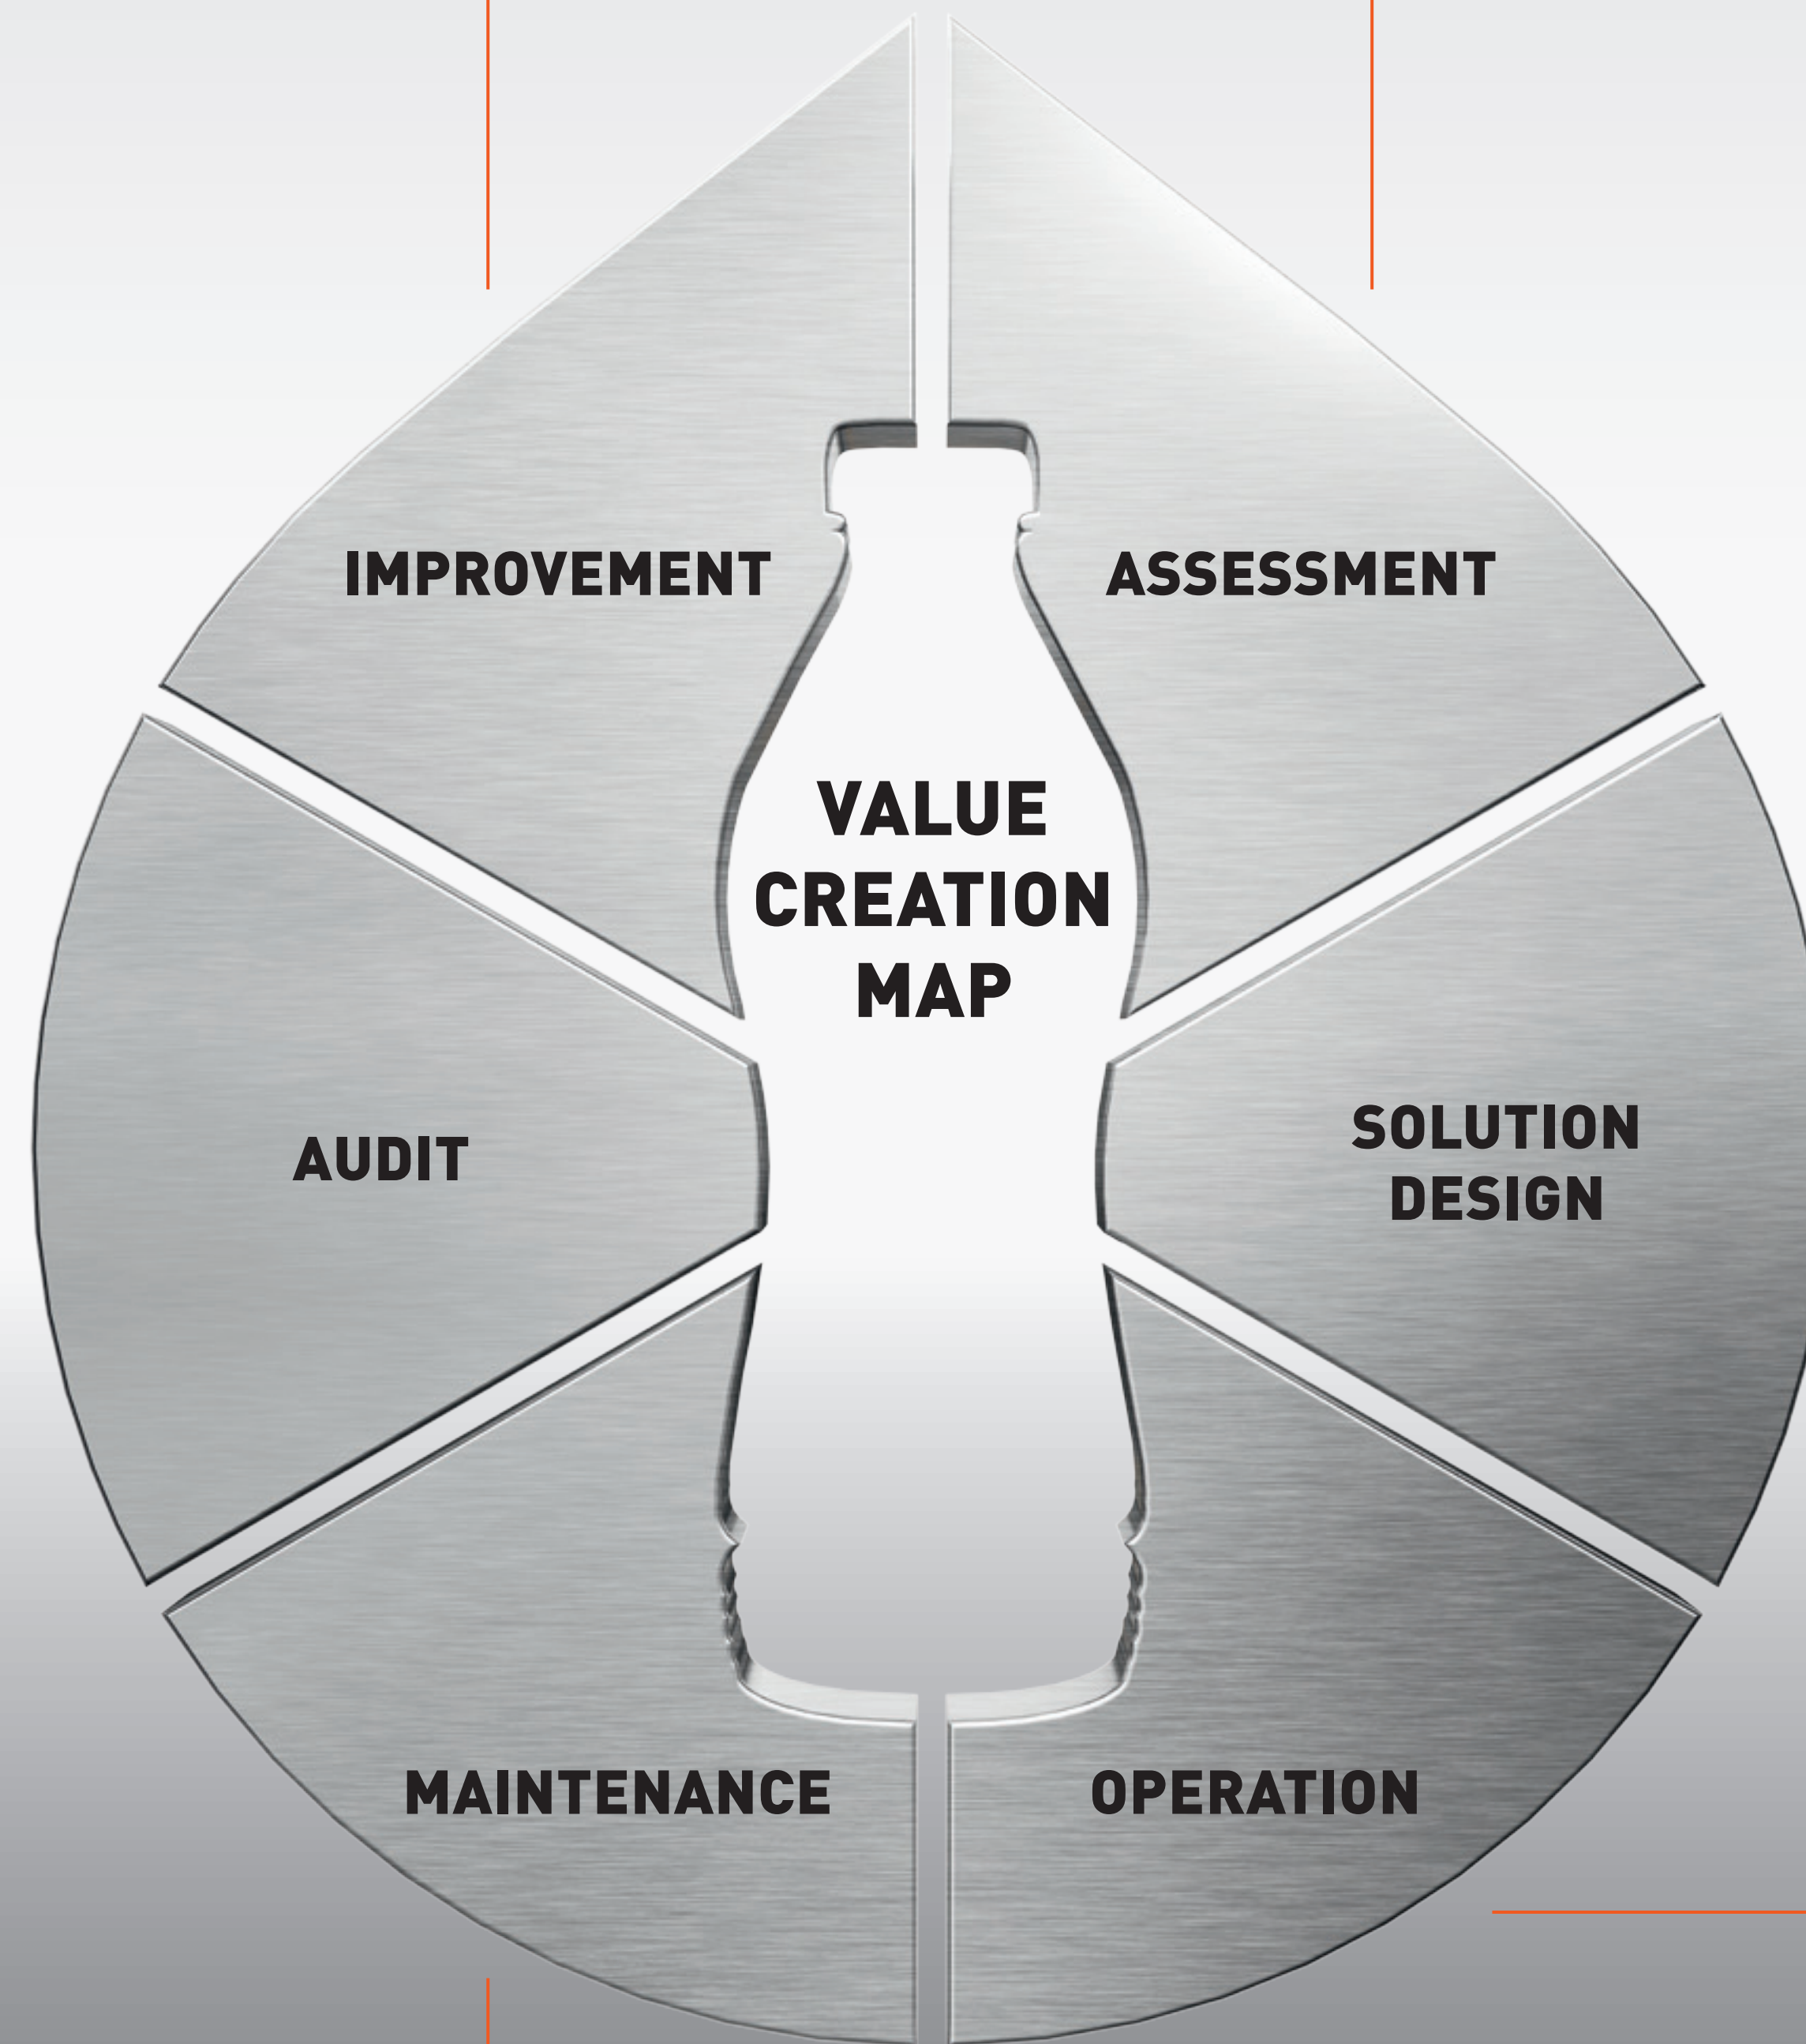 IMPROVEMENT
ASSESSMENT
VALUE
CREATION
MAP
AUDIT
SOLUTION
DESIGN
MAINTENANCE
OPERATION